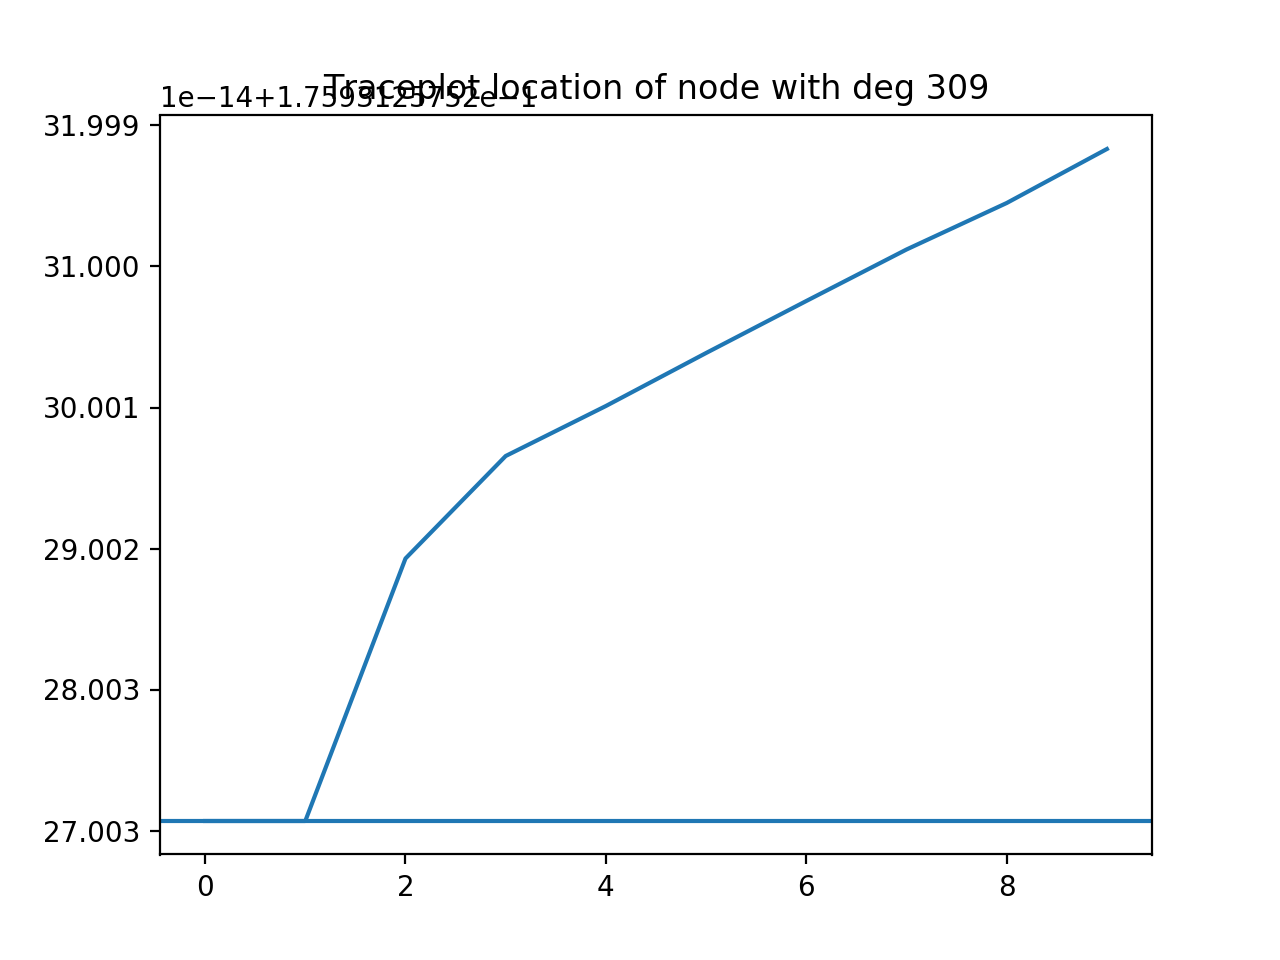 Traceplot location of node with deg 309
1e−14+1.7593125752e−1
31.999
31.000
30.001
29.002
28.003
27.003
0 2 4 6 8